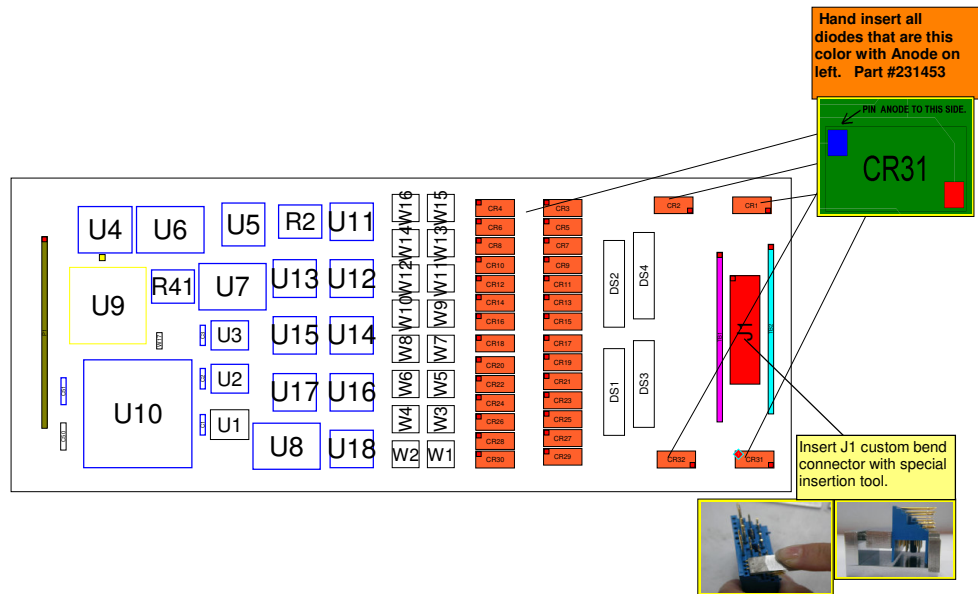 Hand insert all
diodes that are this
color with Anode on
left. Part #231453
PIN ANODE TO THIS SIDE.
CR31
U4
U6
U5
R2
U11
W16
W15
CR4
CR3
CR2
CR1
CR6
CR5
W14
W13
CR8
CR7
DS2
DS4
U9
R41
U7
U13
U12
W12
W11
CR10
CR9
CR12
CR11
CR14
CR13
W10
W9
CR16
CR15
U3
U15
U14
J1
W8
W7
CR18
CR17
CR20
CR19
U10
U2
U17
U16
W6
W5
CR22
CR21
DS1
DS3
CR24
CR23
U1
U8
U18
W4
W3
CR26
CR25
CR28
CR27
W2
W1
CR30
CR29
CR32
CR31
Insert J1 custom bend
connector with special
insertion tool.